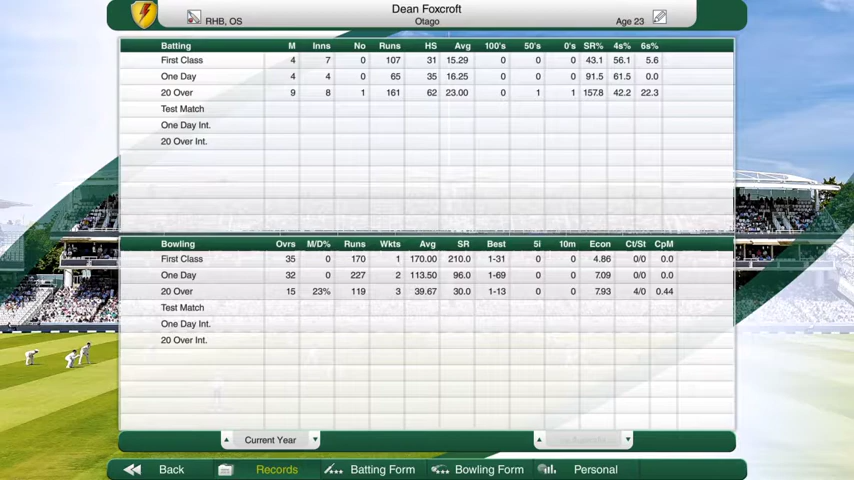 Dean Foxcroft
RHB, OS Otago Age 23
Batting M Inns No Runs HS Avg 100's 50's 0's SR% 4s% 6s%
First Class 4 7 0 107 31 15.29 0 0 0 43.1 56.1 5.6
One Day 4 4 0 65 35 16.25 0 0 0 91.5 61.5 0.0
20 Over 9 8 1 161 62 23.00 0 1 1 157.8 42.2 22.3
Test Match
One Day Int.
20 Over Int.
Bowling Ovrs M/D% Runs Wkts Avg SR Best 5i 10m Econ Ct/St CpM
First Class 35 0 170 1 170.00 210.0 1-31 0 0 4.86 0/0 0.0
One Day 32 0 227 2 113.50 96.0 1-69 0 0 7.09 0/0 0.0
20 Over 15 23% 119 3 39.67 30.0 1-13 0 0 7.93 4/0 0.44
Test Match
One Day Int.
20 Over Int.
Current Year
Back Records Batting Form Bowling Form Personal